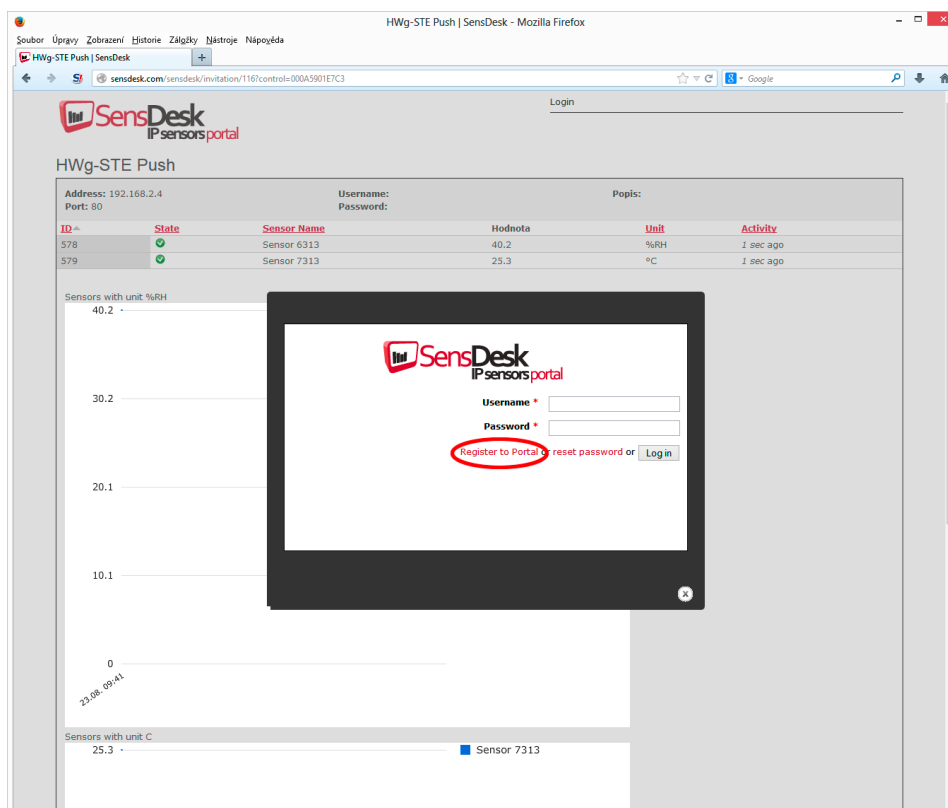 HWg-STE Push | SensDesk - Mozilla Firefox
Soubor Úpravy Zobrazení Historie Záložky Nástroje Nápověda
HWg-STE Push | SensDesk +
sensdesk.com/sensdesk/invitation/116?control=000A5901E7C3 Google
SensDesk
IP sensors portal
Login
HWg-STE Push
Address: 192.168.2.4 Username: Popis:
Port: 80 Password:
ID State Sensor Name Hodnota Unit Activity
578 Sensor 6313 40.2 %RH 1 sec ago
579 Sensor 7313 25.3 °C 1 sec ago
Sensors with unit %RH
40.2
30.2
20.1
10.1
0
23.08. 09:41
SensDesk
IP sensors portal
Username *
Password *
Register to Portal or reset password or Log in
x
Sensors with unit C
25.3
Sensor 7313